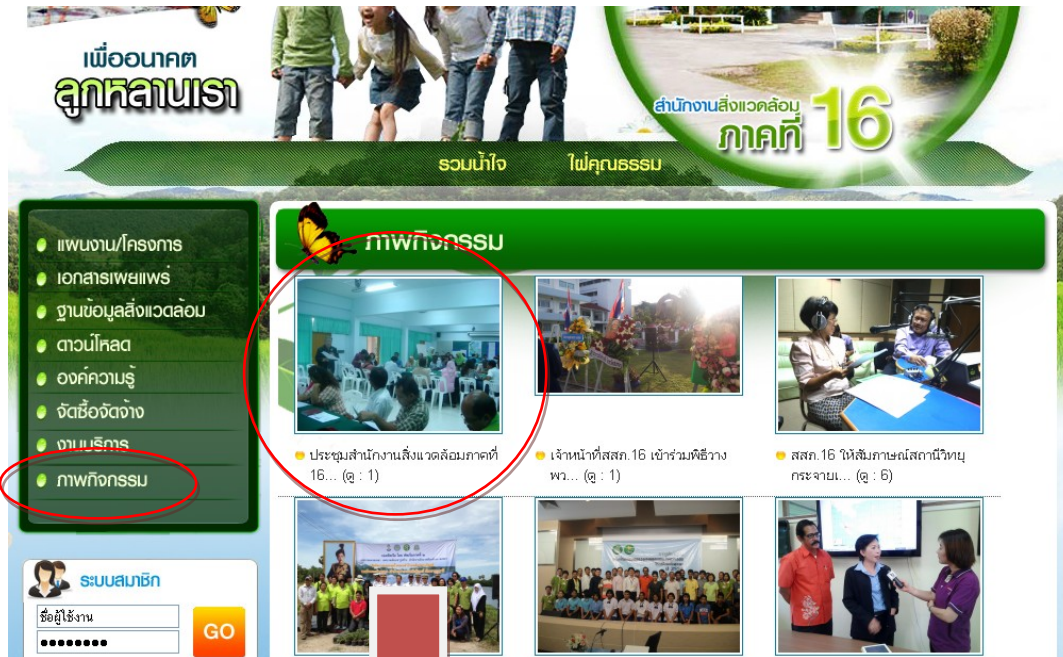 เพื่ออนาคต
ลูกหลานเรา
สำนักงานสิ่งแวดล้อม
ภาคที่ 16
รวมน้ำใจ ใฝ่คุณธรรม
แผนงาน/โครงการ
เอกสารเผยแพร่
ฐานข้อมูลสิ่งแวดล้อม
ดาวน์โหลด
องค์ความรู้
จัดซื้อจัดจ้าง
งานบริการ
ภาพกิจกรรม
ภาพกิจกรรม
ประชุมสำนักงานสิ่งแวดล้อมภาคที่
16... (ดู : 1)
เจ้าหน้าที่สสภ.16 เข้าร่วมพิธีวาง
พว... (ดู : 1)
สสภ.16 ให้สัมภาษณ์สถานีวิทยุ
กระจายเ... (ดู : 6)
ระบบสมาชิก
ชื่อผู้ใช้งาน
GO